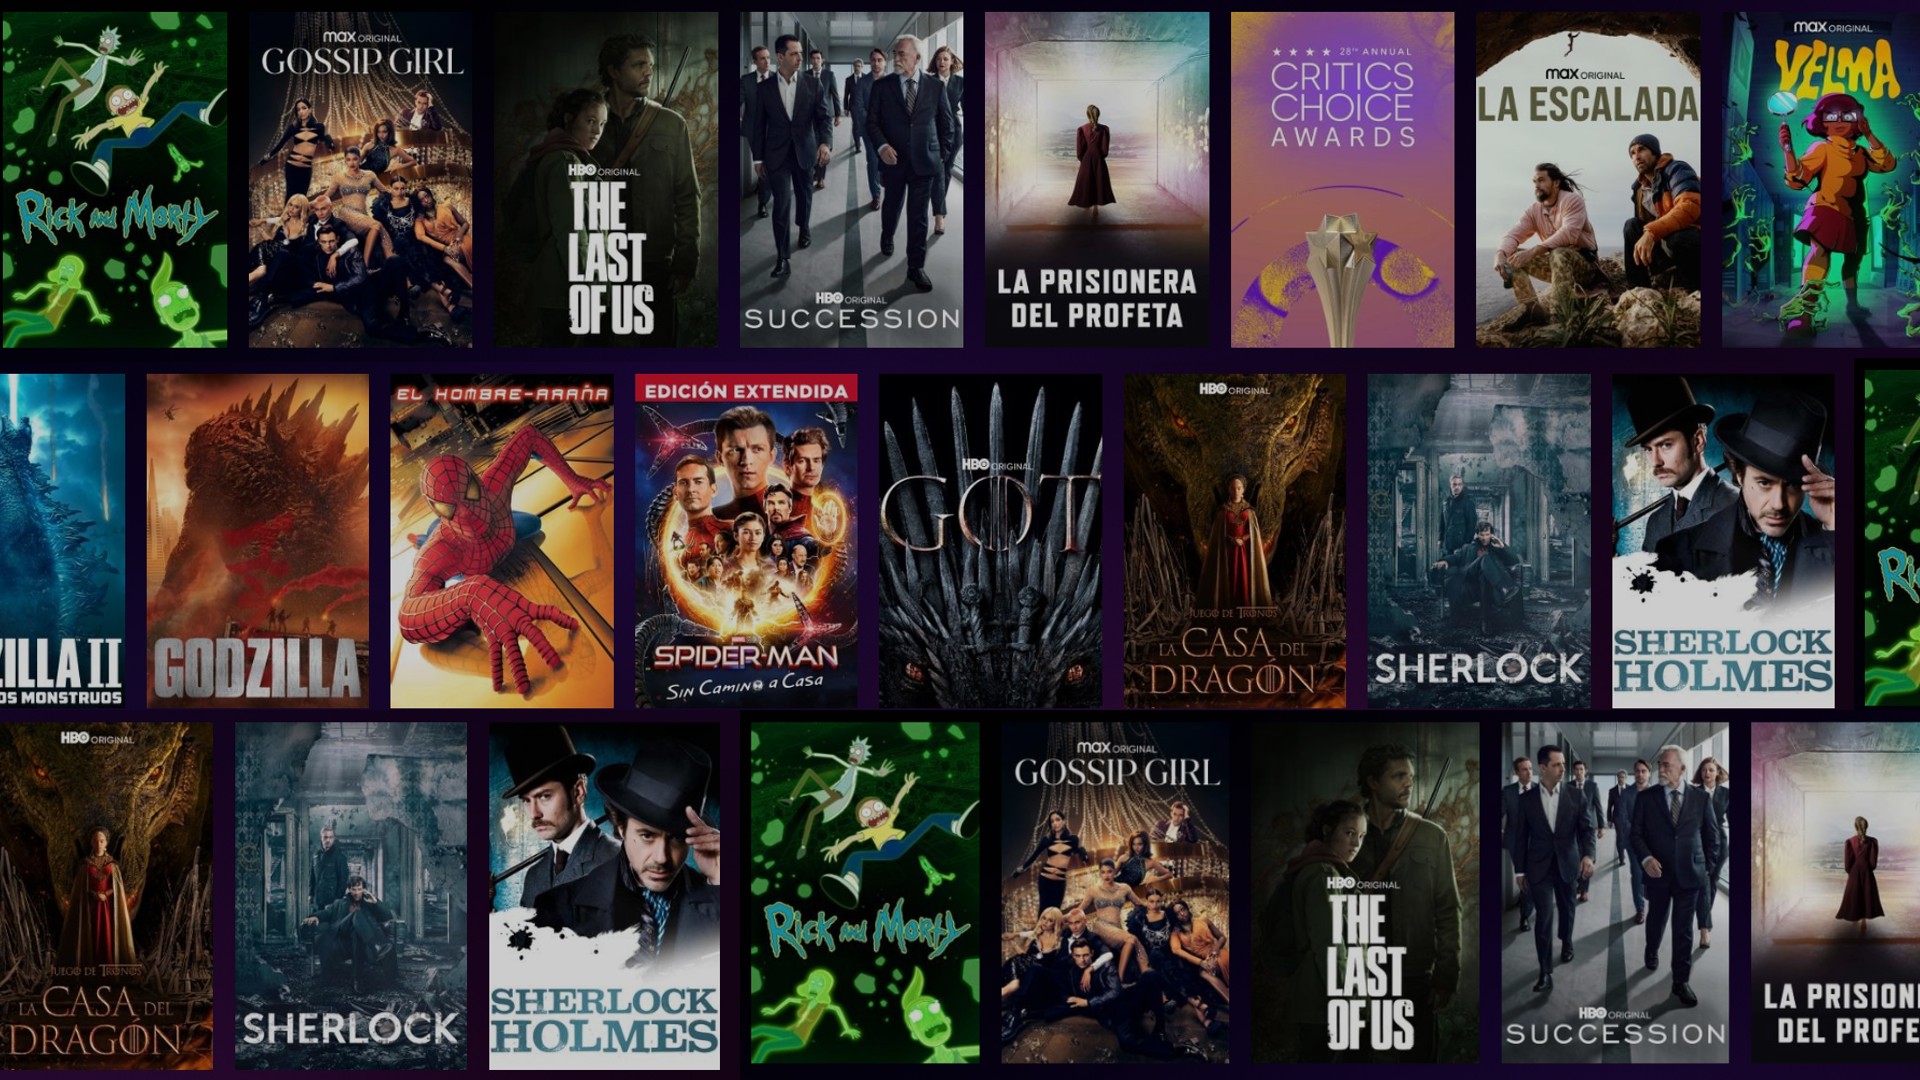 Rick and Morty
max ORIGINAL
GOSSIP GIRL
HBO ORIGINAL
THE
LAST
OF US
HBO ORIGINAL
SUCCESSION
LA PRISIONERA
DEL PROFETA
★ ★ ★ ★ 28TH ANNUAL
CRITICS
CHOICE
AWARDS
max ORIGINAL
LA ESCALADA
max ORIGINAL
VELMA
ZILLA II
OS MONSTRUOS
GODZILLA
EL HOMBRE-ARAÑA
EDICIÓN EXTENDIDA
SPIDER-MAN
SIN CAMINO A CASA
HBO ORIGINAL
GOT
HBO ORIGINAL
JUEGO DE TRONOS
LA CASA DEL
DRAGÓN
SHERLOCK
SHERLOCK
HOLMES
Ric
HBO ORIGINAL
JUEGO DE TRONOS
LA CASA DEL
DRAGÓN
SHERLOCK
SHERLOCK
HOLMES
Rick and Morty
max ORIGINAL
GOSSIP GIRL
HBO ORIGINAL
THE
LAST
OF US
HBO ORIGINAL
SUCCESSION
LA PRISION
DEL PROFE